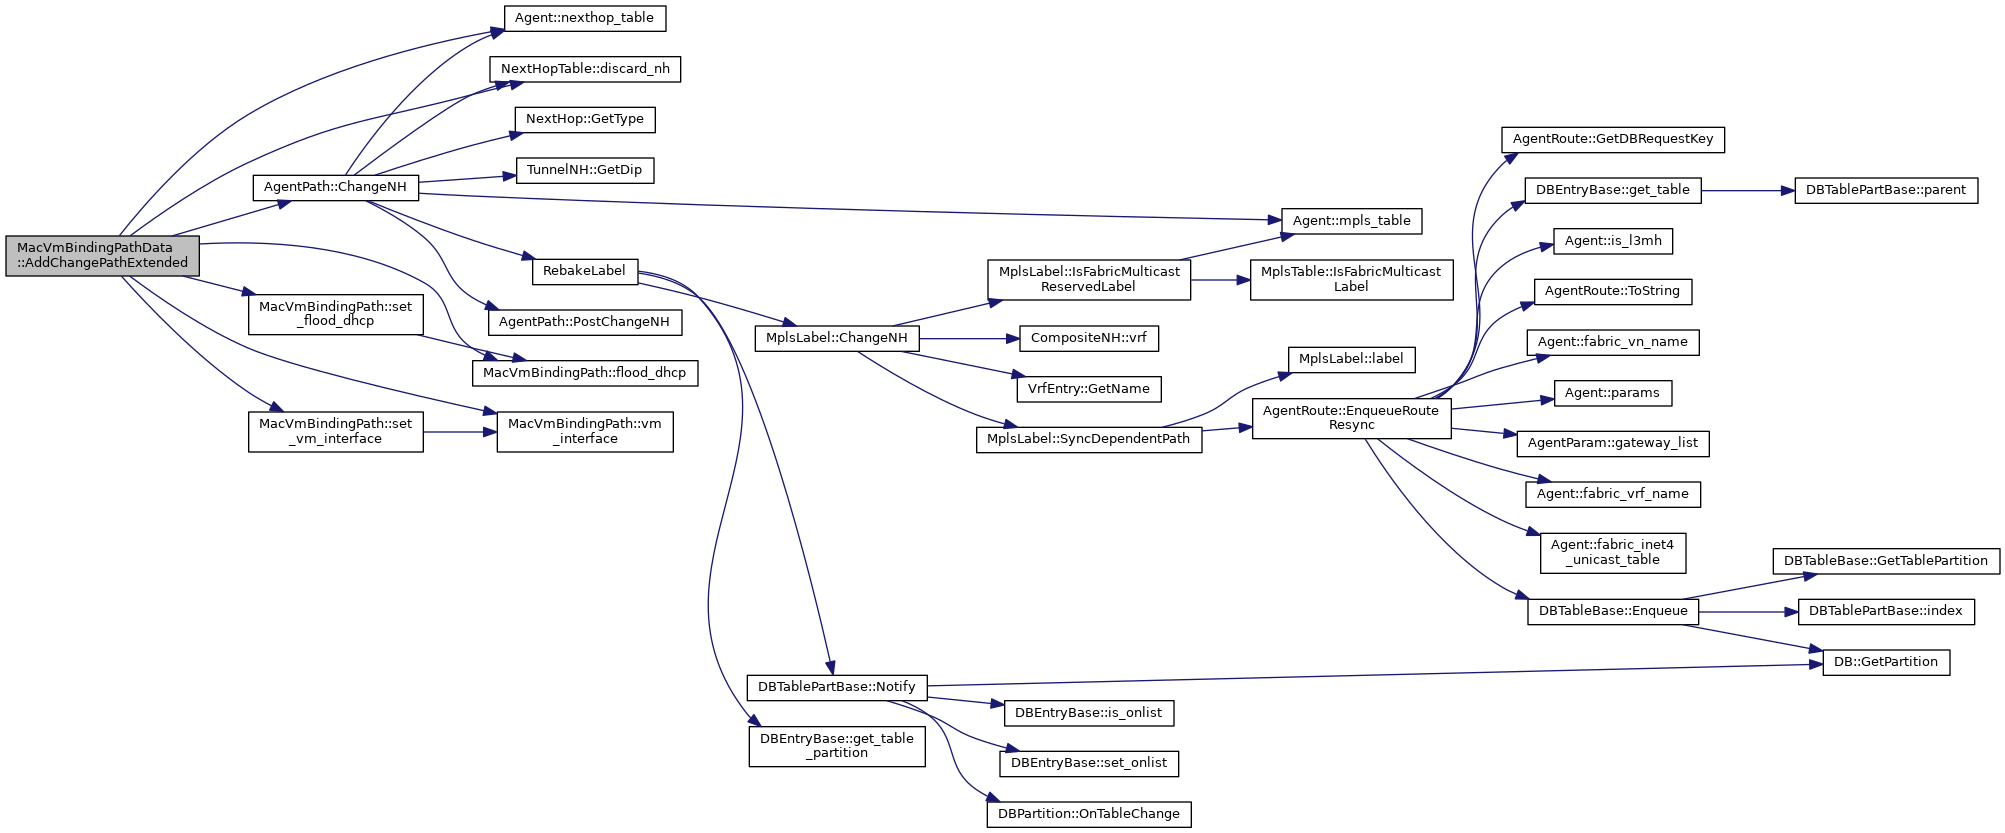 MacVmBindingPathData
::AddChangePathExtended
Agent::nexthop_table
NextHopTable::discard_nh
NextHop::GetType
TunnelNH::GetDip
AgentPath::ChangeNH
RebakeLabel
AgentPath::PostChangeNH
MacVmBindingPath::set
_flood_dhcp
MacVmBindingPath::flood_dhcp
MacVmBindingPath::set
_vm_interface
MacVmBindingPath::vm
_interface
MplsLabel::ChangeNH
DBTablePartBase::Notify
DBEntryBase::get_table
_partition
Agent::mpls_table
MplsLabel::IsFabricMulticast
ReservedLabel
MplsTable::IsFabricMulticast
Label
CompositeNH::vrf
VrfEntry::GetName
MplsLabel::SyncDependentPath
MplsLabel::label
AgentRoute::EnqueueRoute
Resync
DBEntryBase::is_onlist
DBEntryBase::set_onlist
DBPartition::OnTableChange
AgentRoute::GetDBRequestKey
DBEntryBase::get_table
DBTablePartBase::parent
Agent::is_l3mh
AgentRoute::ToString
Agent::fabric_vn_name
Agent::params
AgentParam::gateway_list
Agent::fabric_vrf_name
Agent::fabric_inet4
_unicast_table
DBTableBase::Enqueue
DBTableBase::GetTablePartition
DBTablePartBase::index
DB::GetPartition